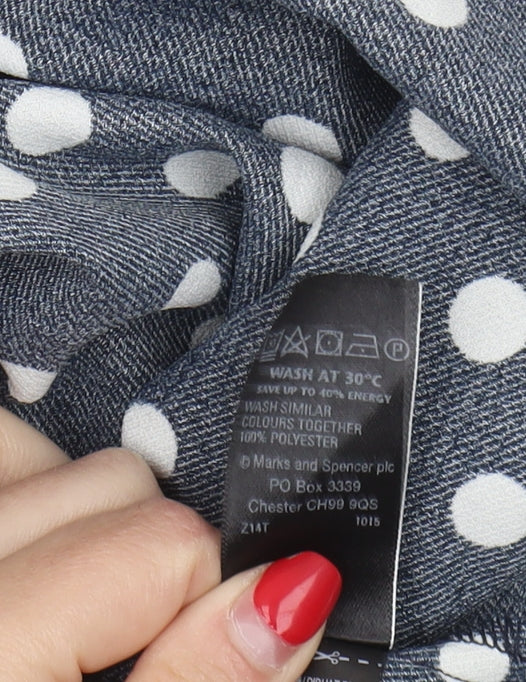 P
WASH AT 30°C
SAVE UP TO 40% ENERGY
WASH SIMILAR
COLOURS TOGETHER
100% POLYESTER
© Marks and Spencer plc
PO Box 3339
Chester CH99 9QS
Z14T 1015